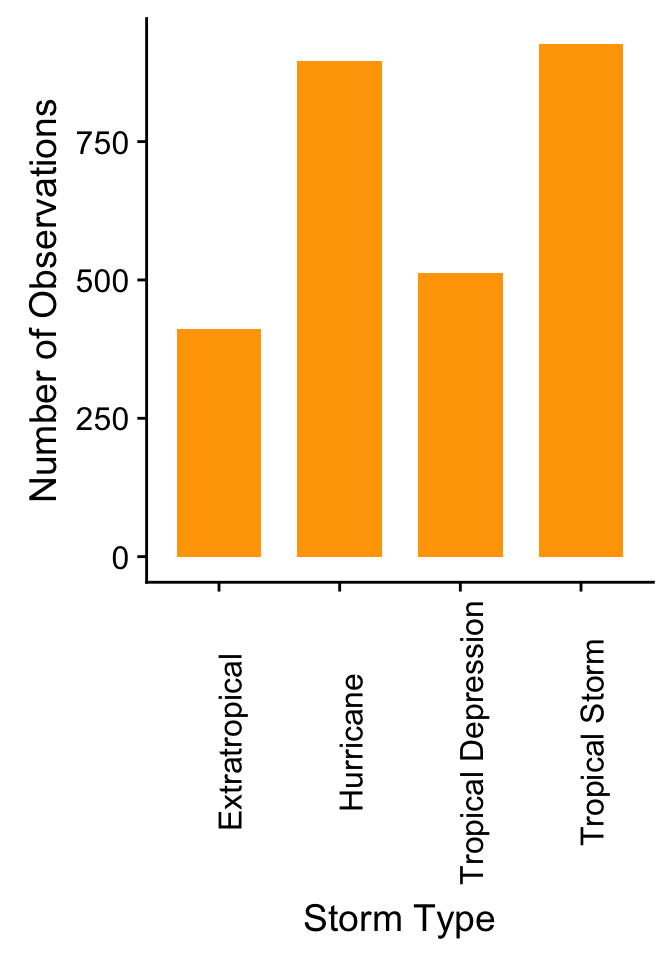 Number of Observations
750
500
250
0
Extratropical
Hurricane
Tropical Depression
Tropical Storm
Storm Type